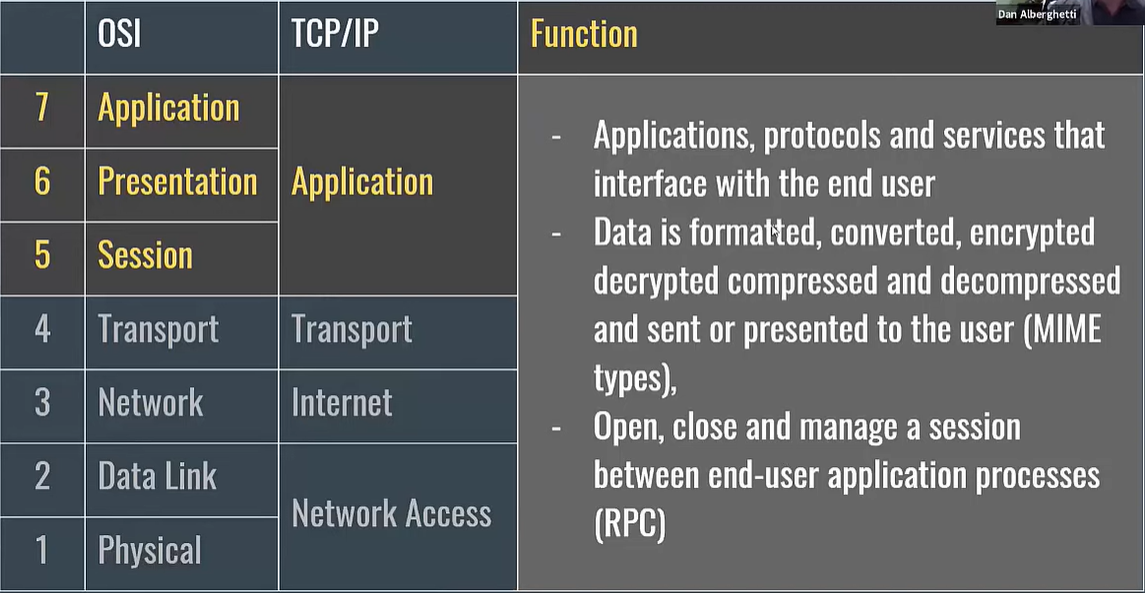 Dan Alberghetti
OSI TCP/IP Function
7 Application
6 Presentation
Application
5 Session
4 Transport Transport
3 Network Internet
2 Data Link
Network Access
1 Physical
- Applications, protocols and services that
interface with the end user
- Data is formatted, converted, encrypted
decrypted compressed and decompressed
and sent or presented to the user (MIME
types),
- Open, close and manage a session
between end-user application processes
(RPC)